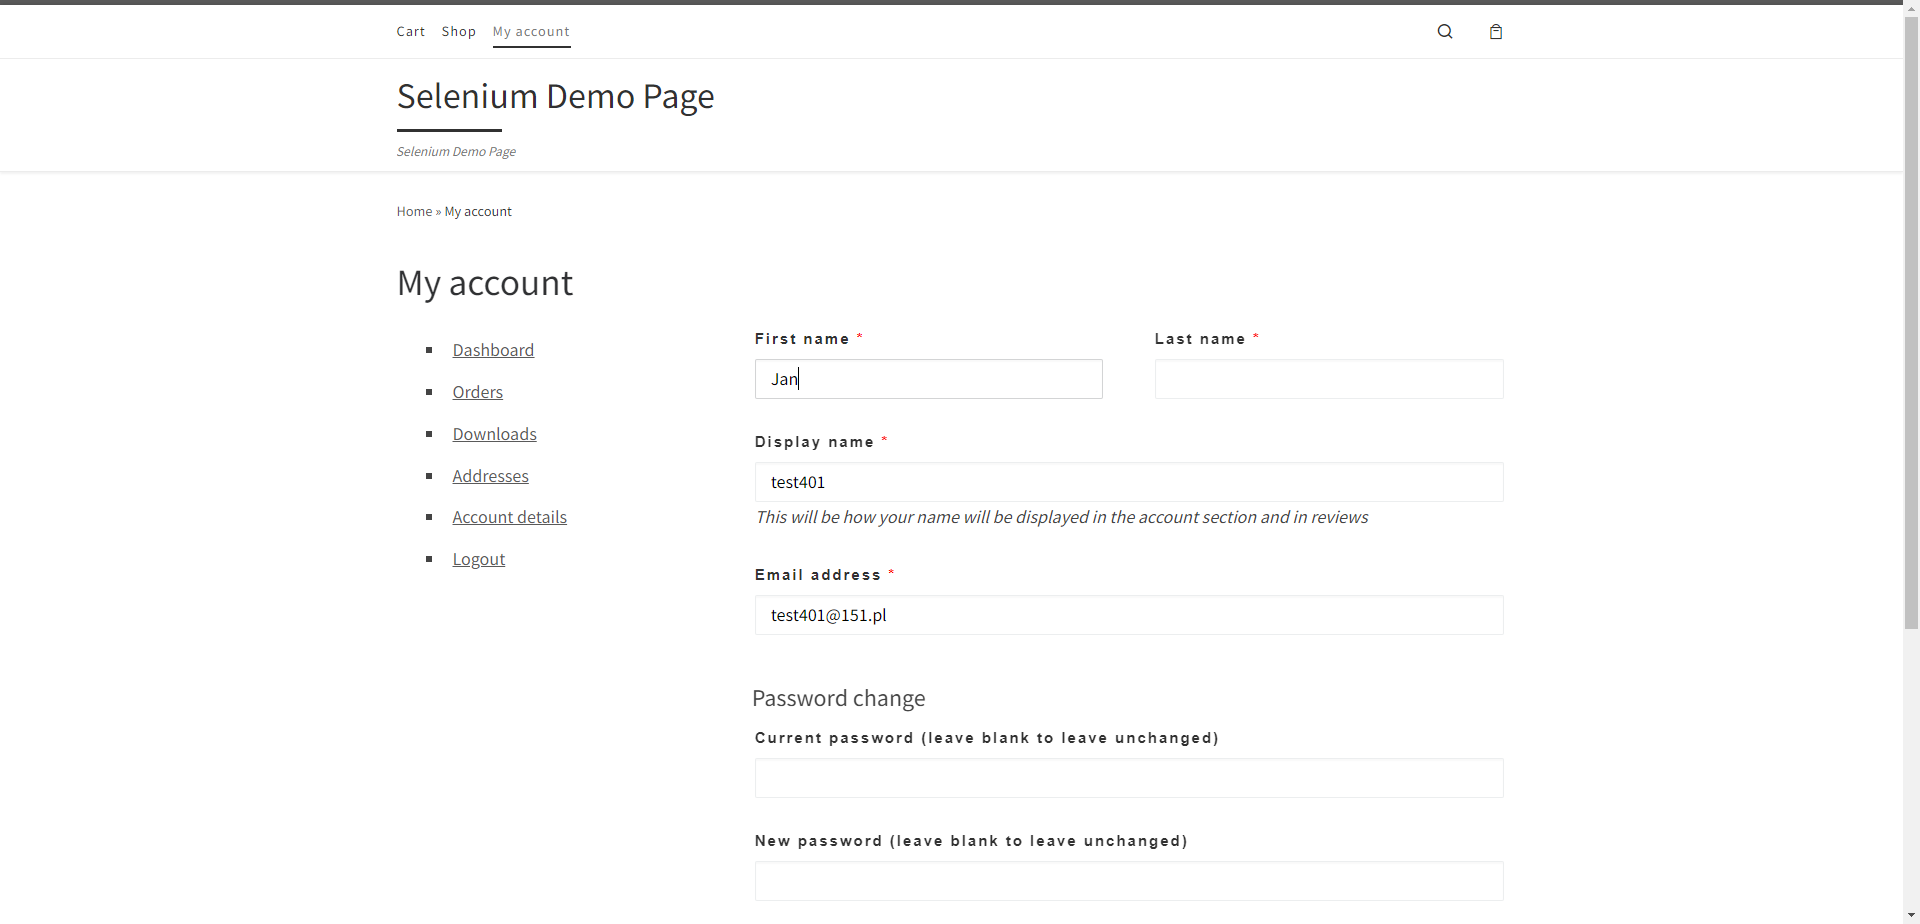 Cart Shop My account
Selenium Demo Page
Selenium Demo Page
Home » My account
My account
Dashboard
Orders
Downloads
Addresses
Account details
Logout
First name *
Jan
Last name *
Display name *
test401
This will be how your name will be displayed in the account section and in reviews
Email address *
test401@151.pl
Password change
Current password (leave blank to leave unchanged)
New password (leave blank to leave unchanged)